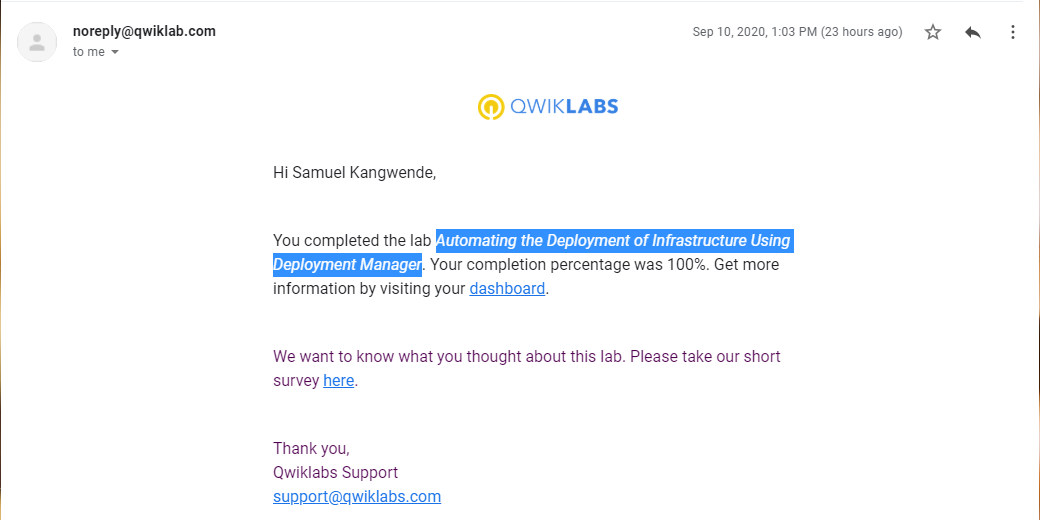 noreply@qwiklab.com
Sep 10, 2020, 1:03 PM (23 hours ago)
to me
QWIKLABS
Hi Samuel Kangwende,
You completed the lab Automating the Deployment of Infrastructure Using
Deployment Manager. Your completion percentage was 100%. Get more
information by visiting your dashboard.
We want to know what you thought about this lab. Please take our short
survey here.
Thank you,
Qwiklabs Support
support@qwiklabs.com